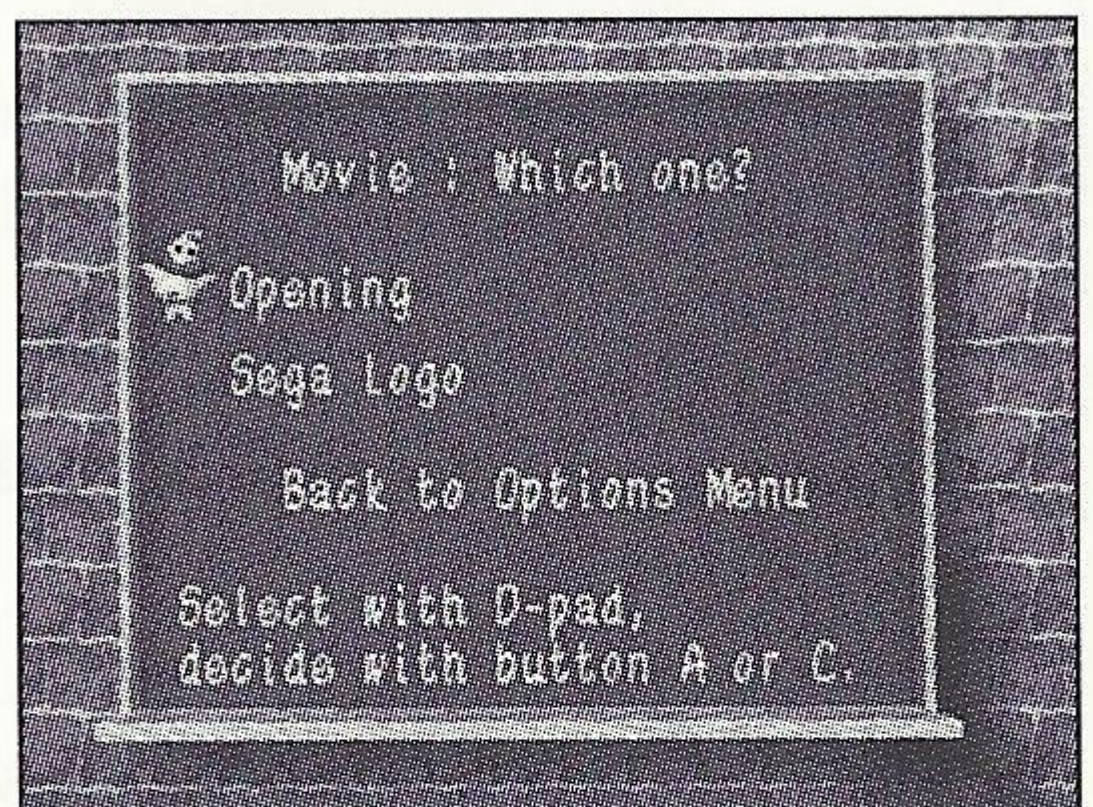 Movie : Which one?
Opening
Sega Logo
Back to Options Menu
Select with D-pad,
decide with button A or C.